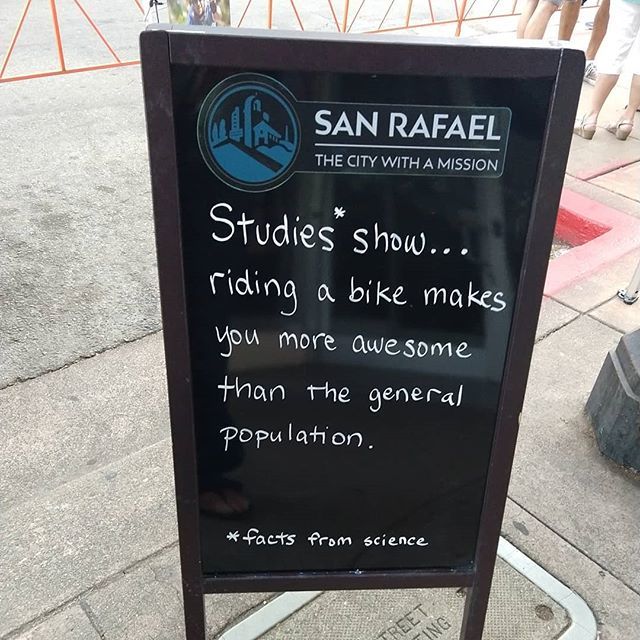 SAN RAFAEL
THE CITY WITH A MISSION
Studies* show...
riding a bike makes
you more awesome
than the general
population.
*facts from science
STREET